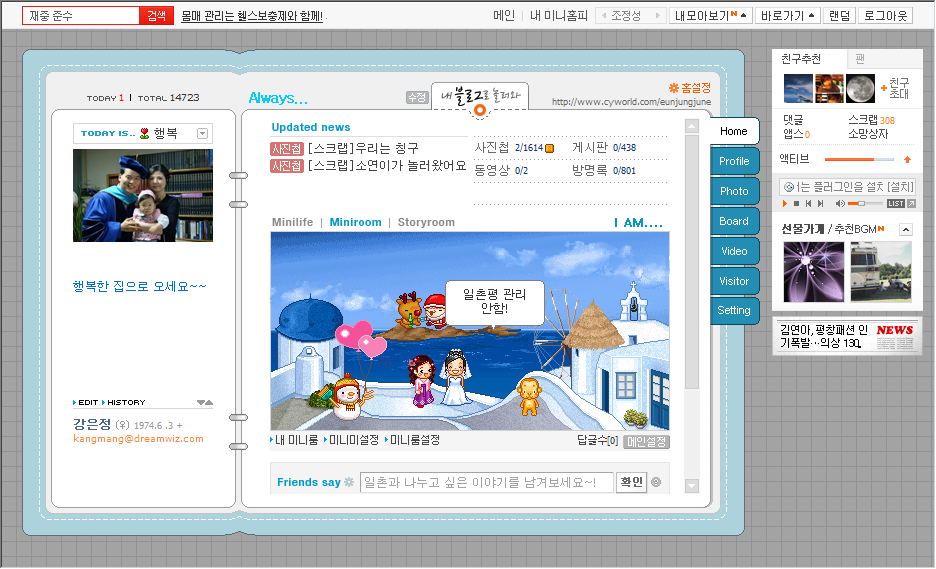 재중 준수 검색 몸매 관리는 헬스보충제와 함께! 메인 내 미니홈피 조정성 내모아보기N 바로가기 랜덤 로그아웃
TODAY 1 | TOTAL 14723
Always...
수정
내 블로그로 놀러와
홈설정
http://www.cyworld.com/eunjungjune
TODAY IS.. 행복
행복한 집으로 오세요~~
EDIT HISTORY
강은정 (♀) 1974.6.3 +
kangmang@dreamwiz.com
Updated news
사진첩 [스크랩]우리는 칭구
사진첩 [스크랩]소연이가 놀러왔어요
사진첩 2/1614 게시판 0/438
동영상 0/2 방명록 0/801
Minilife | Miniroom | Storyroom I AM....
일촌평 관리
안함!
내 미니룸 미니미설정 미니룸설정 답글수[0] 메인설정
Friends say 일촌과 나누고 싶은 이야기를 남겨보세요~! 확인
Home
Profile
Photo
Board
Video
Visitor
Setting
친구추천 팬
+친구
초대
댓글 스크랩 308
앱스 0 소망상자
액티브
는 플러그인을 설치 [설치]
LIST
선물가게 / 추천BGM N
김연아, 평창패션 인
기폭발…의상 130
NEWS